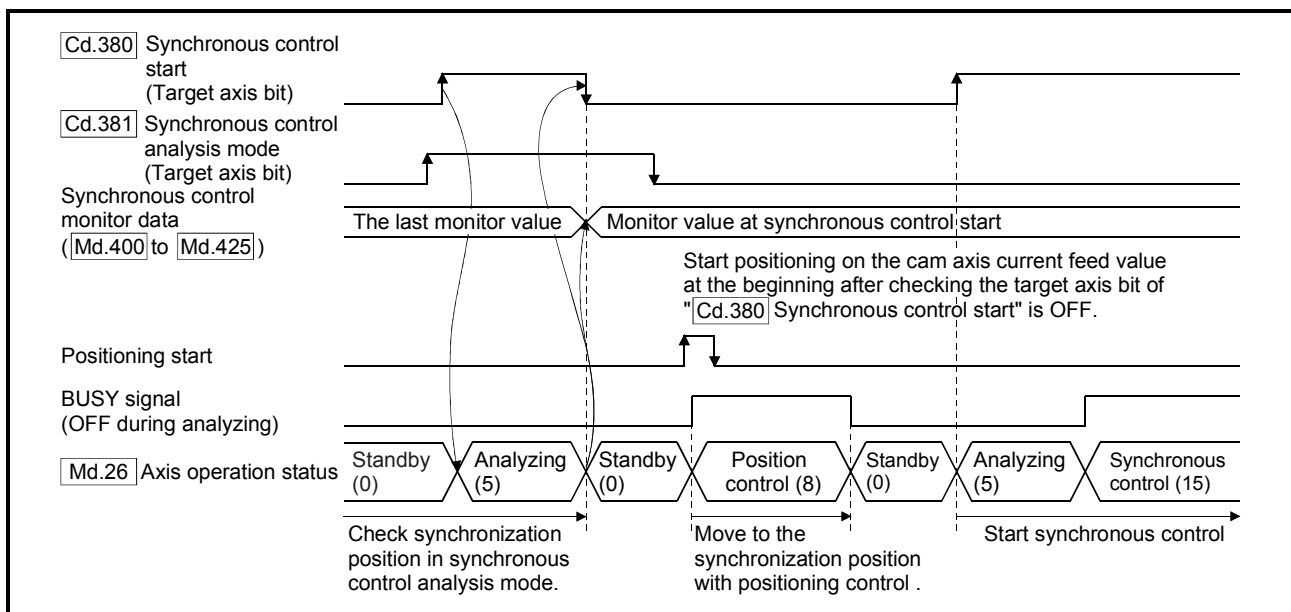 Cd.380 Synchronous control
start
(Target axis bit)
Cd.381 Synchronous control
analysis mode
(Target axis bit)
Synchronous control
monitor data
( Md.400 to Md.425 )
The last monitor value
Monitor value at synchronous control start
Start positioning on the cam axis current feed value
at the beginning after checking the target axis bit of
"Cd.380 Synchronous control start" is OFF.
Positioning start
BUSY signal
(OFF during analyzing)
Md.26 Axis operation status
Standby
(0)
Analyzing
(5)
Standby
(0)
Position
control (8)
Standby
(0)
Analyzing
(5)
Synchronous
control (15)
Check synchronization
position in synchronous
control analysis mode.
Move to the
synchronization position
with positioning control .
Start synchronous control